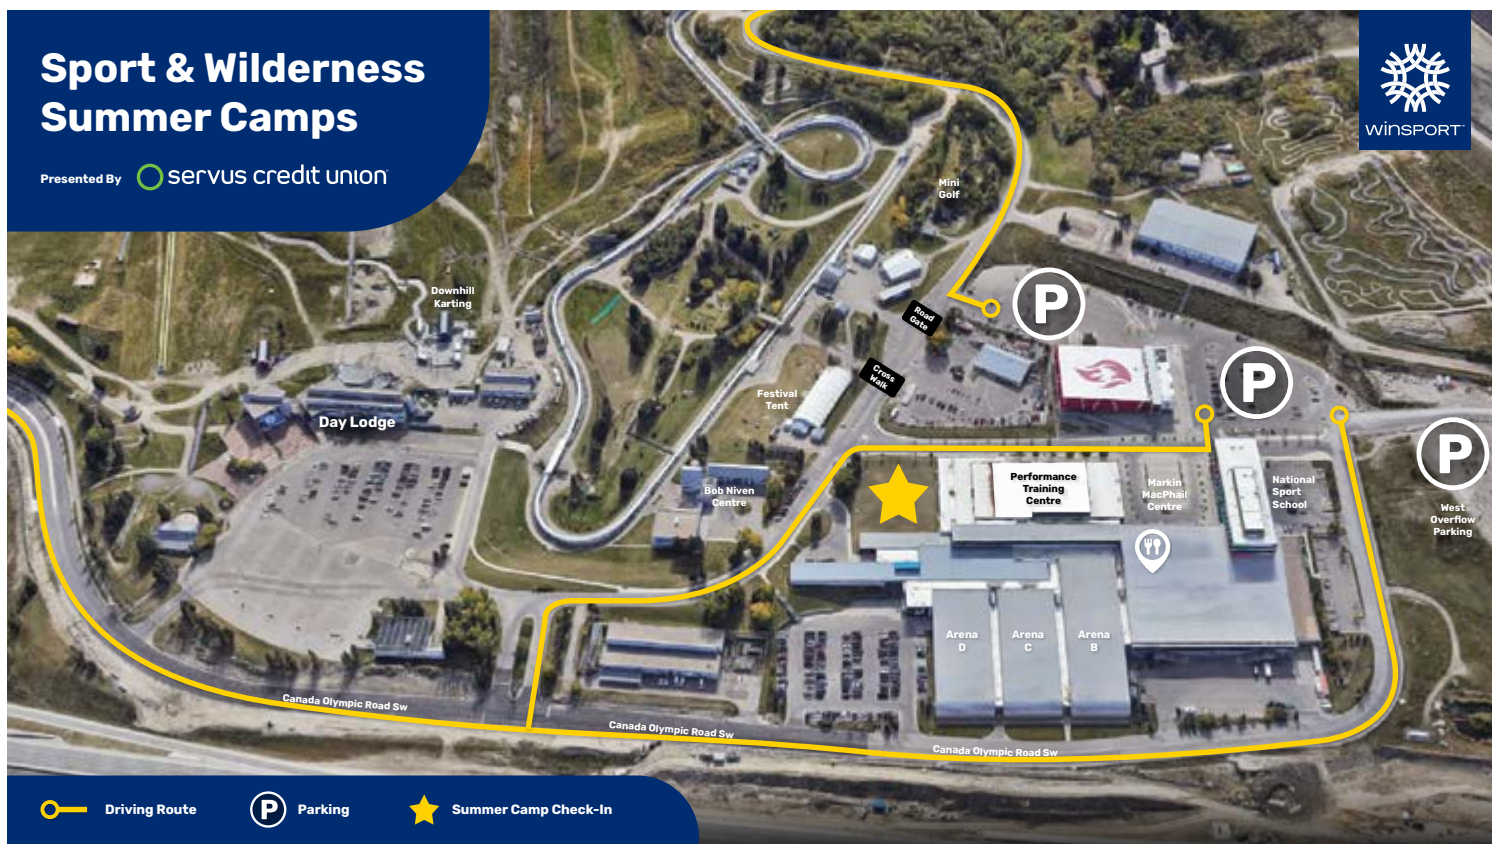 Sport & Wilderness
Summer Camps
Presented By servus credit union
WINSPORT
Mini
Golf
Downhill
Karting
Road
Gate
Cross
Walk
P
P
P
Festival
Tent
Day Lodge
Bob Niven
Centre
Performance
Training
Centre
Markin
MacPhail
Centre
National
Sport
School
West
Overflow
Parking
Arena
D
Arena
C
Arena
B
Canada Olympic Road Sw
Canada Olympic Road Sw
Canada Olympic Road Sw
Driving Route
P Parking
Summer Camp Check-In